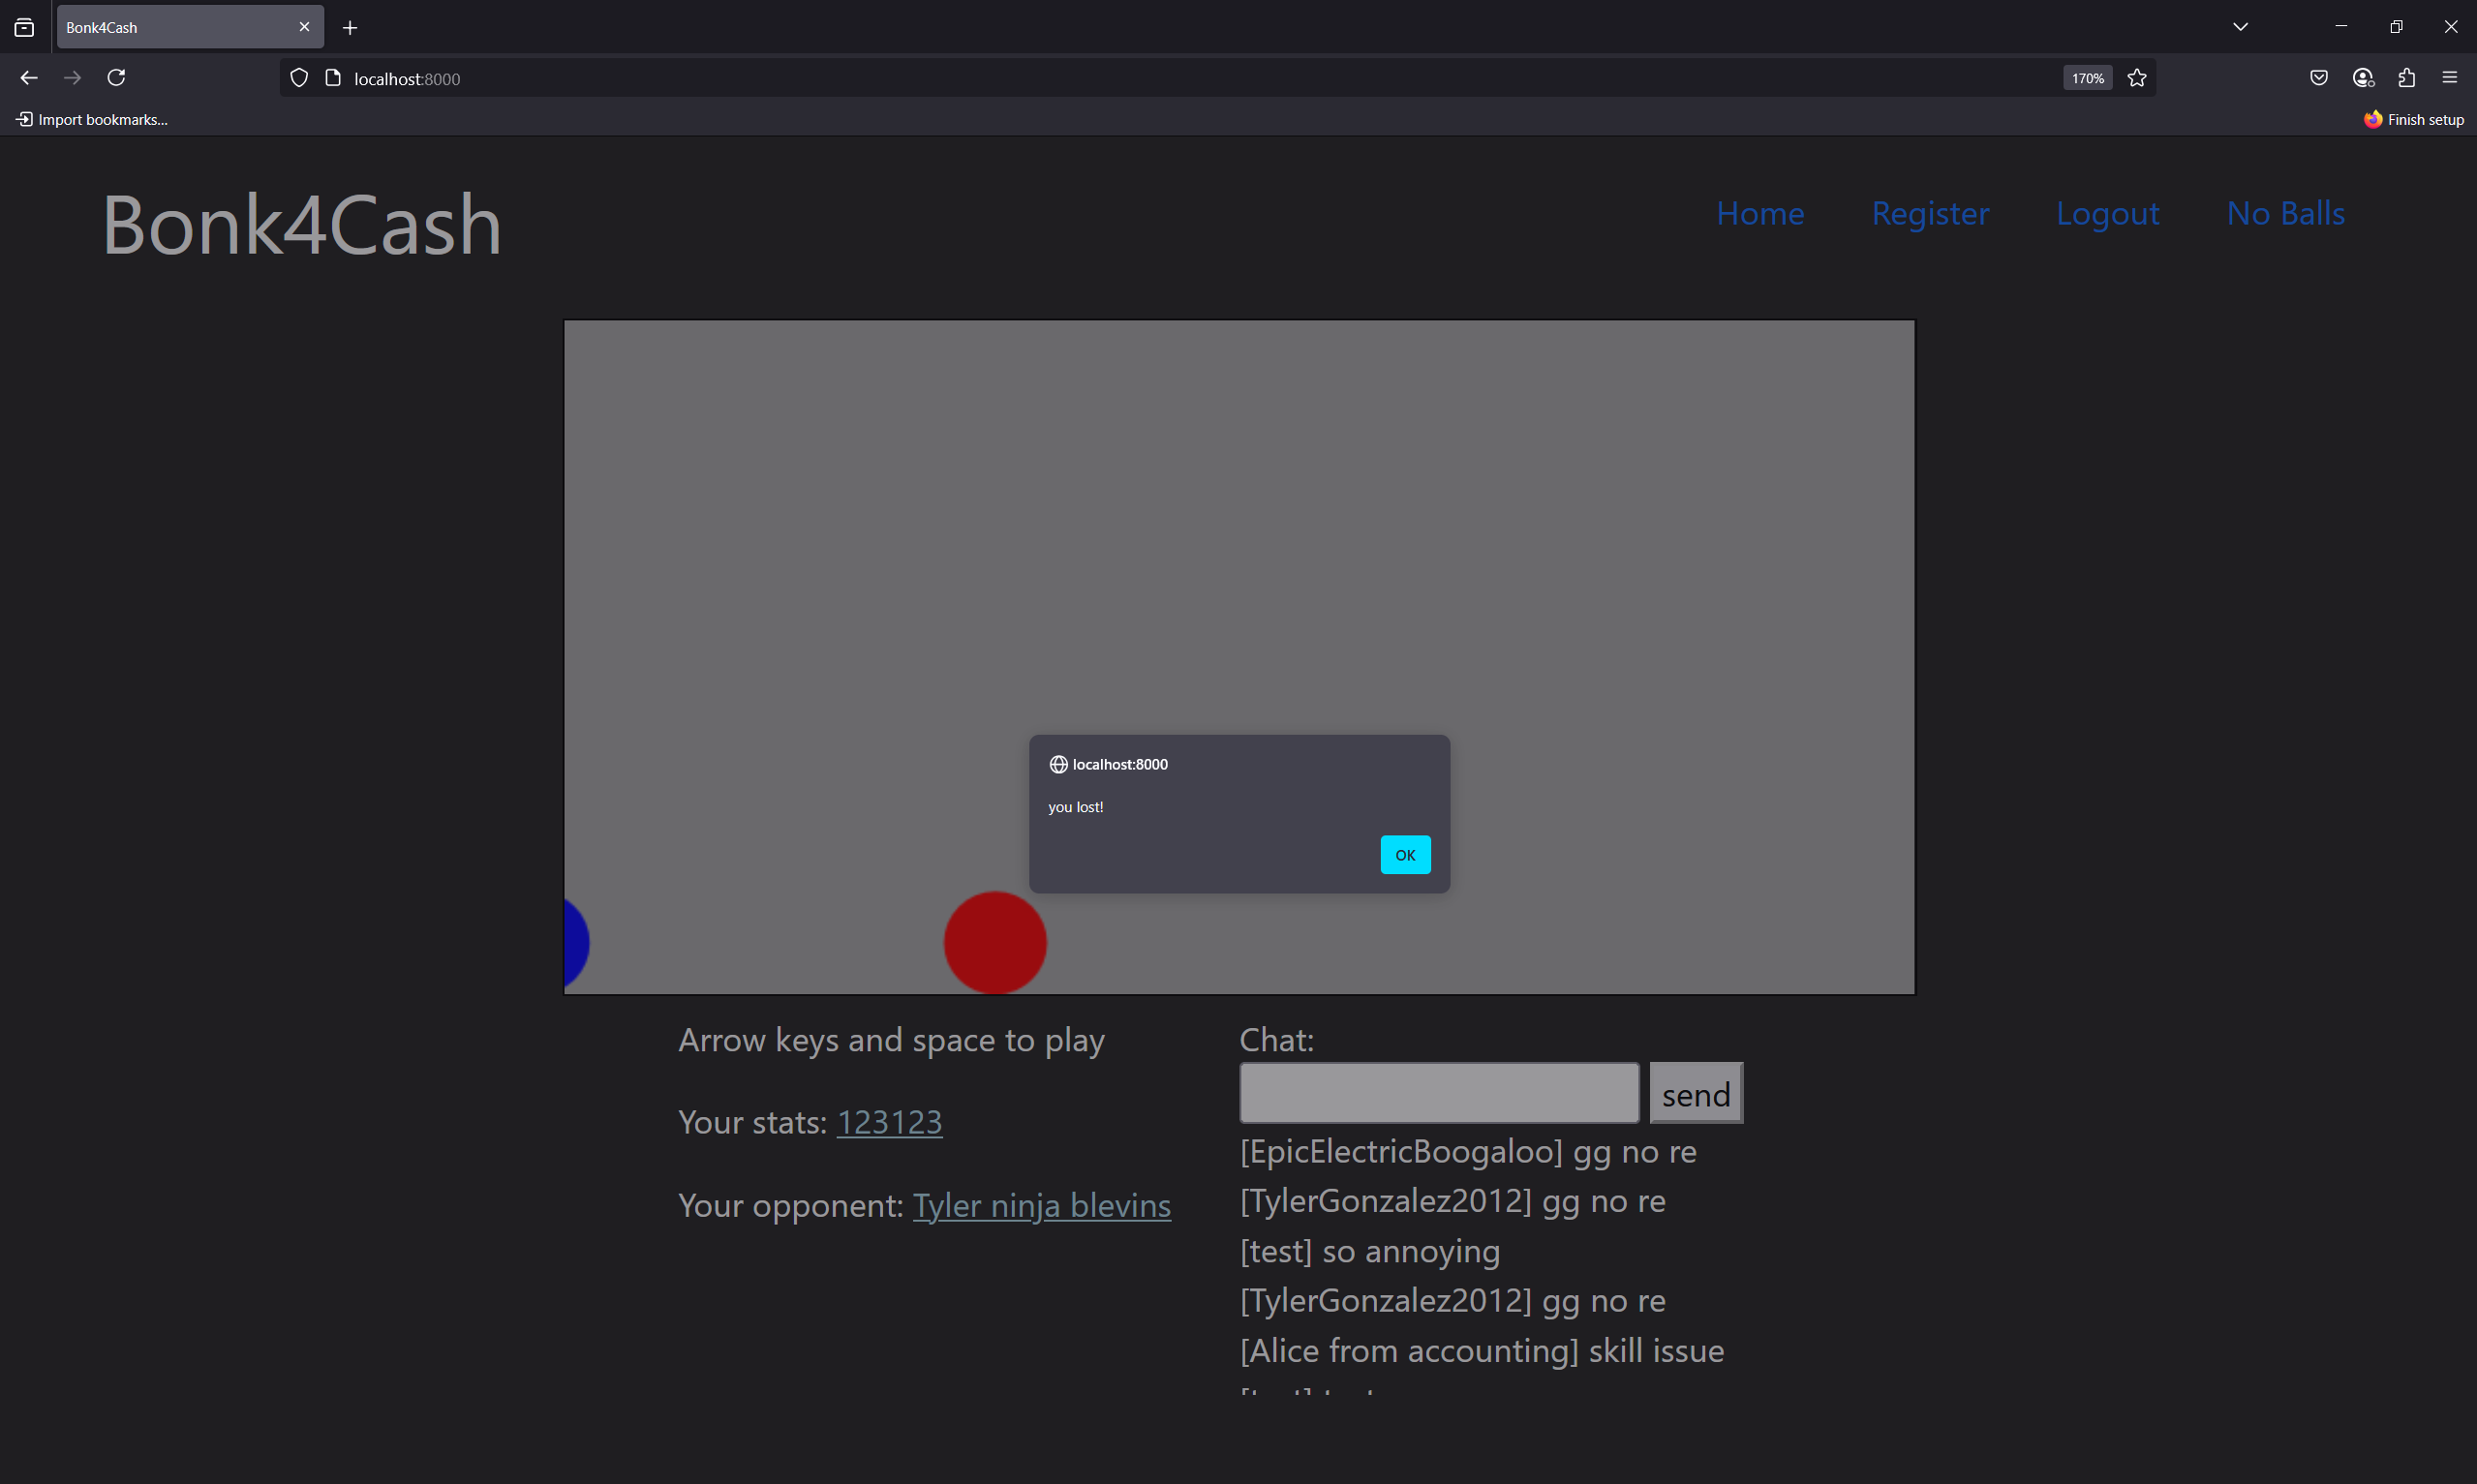 Bonk4Cash
localhost:8000
170%
Import bookmarks...
Finish setup
Bonk4Cash
Home
Register
Logout
No Balls
localhost:8000
you lost!
OK
Arrow keys and space to play
Your stats: 123123
Your opponent: Tyler ninja blevins
Chat:
send
[EpicElectricBoogaloo] gg no re
[TylerGonzalez2012] gg no re
[test] so annoying
[TylerGonzalez2012] gg no re
[Alice from accounting] skill issue